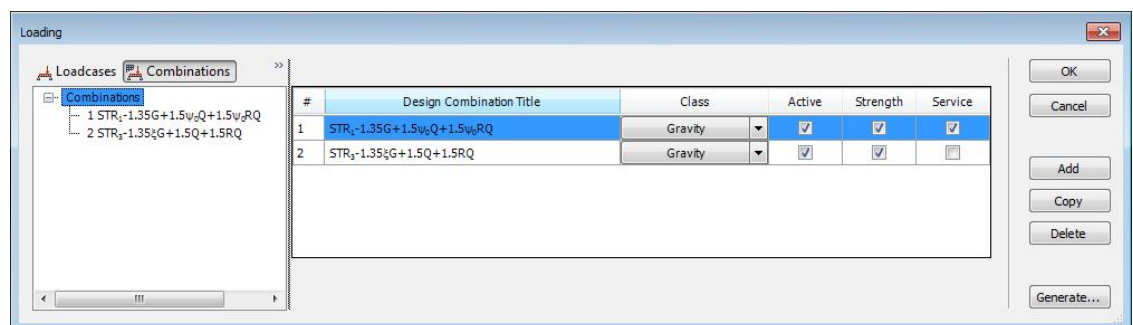 Loading
Loadcases Combinations »
Combinations
1 STR₁-1.35G+1.5ψ₀Q+1.5ψ₀RQ
2 STR₃-1.35ξG+1.5Q+1.5RQ
# Design Combination Title Class Active Strength Service
1 STR₁-1.35G+1.5ψ₀Q+1.5ψ₀RQ Gravity
2 STR₃-1.35ξG+1.5Q+1.5RQ Gravity
OK
Cancel
Add
Copy
Delete
Generate...